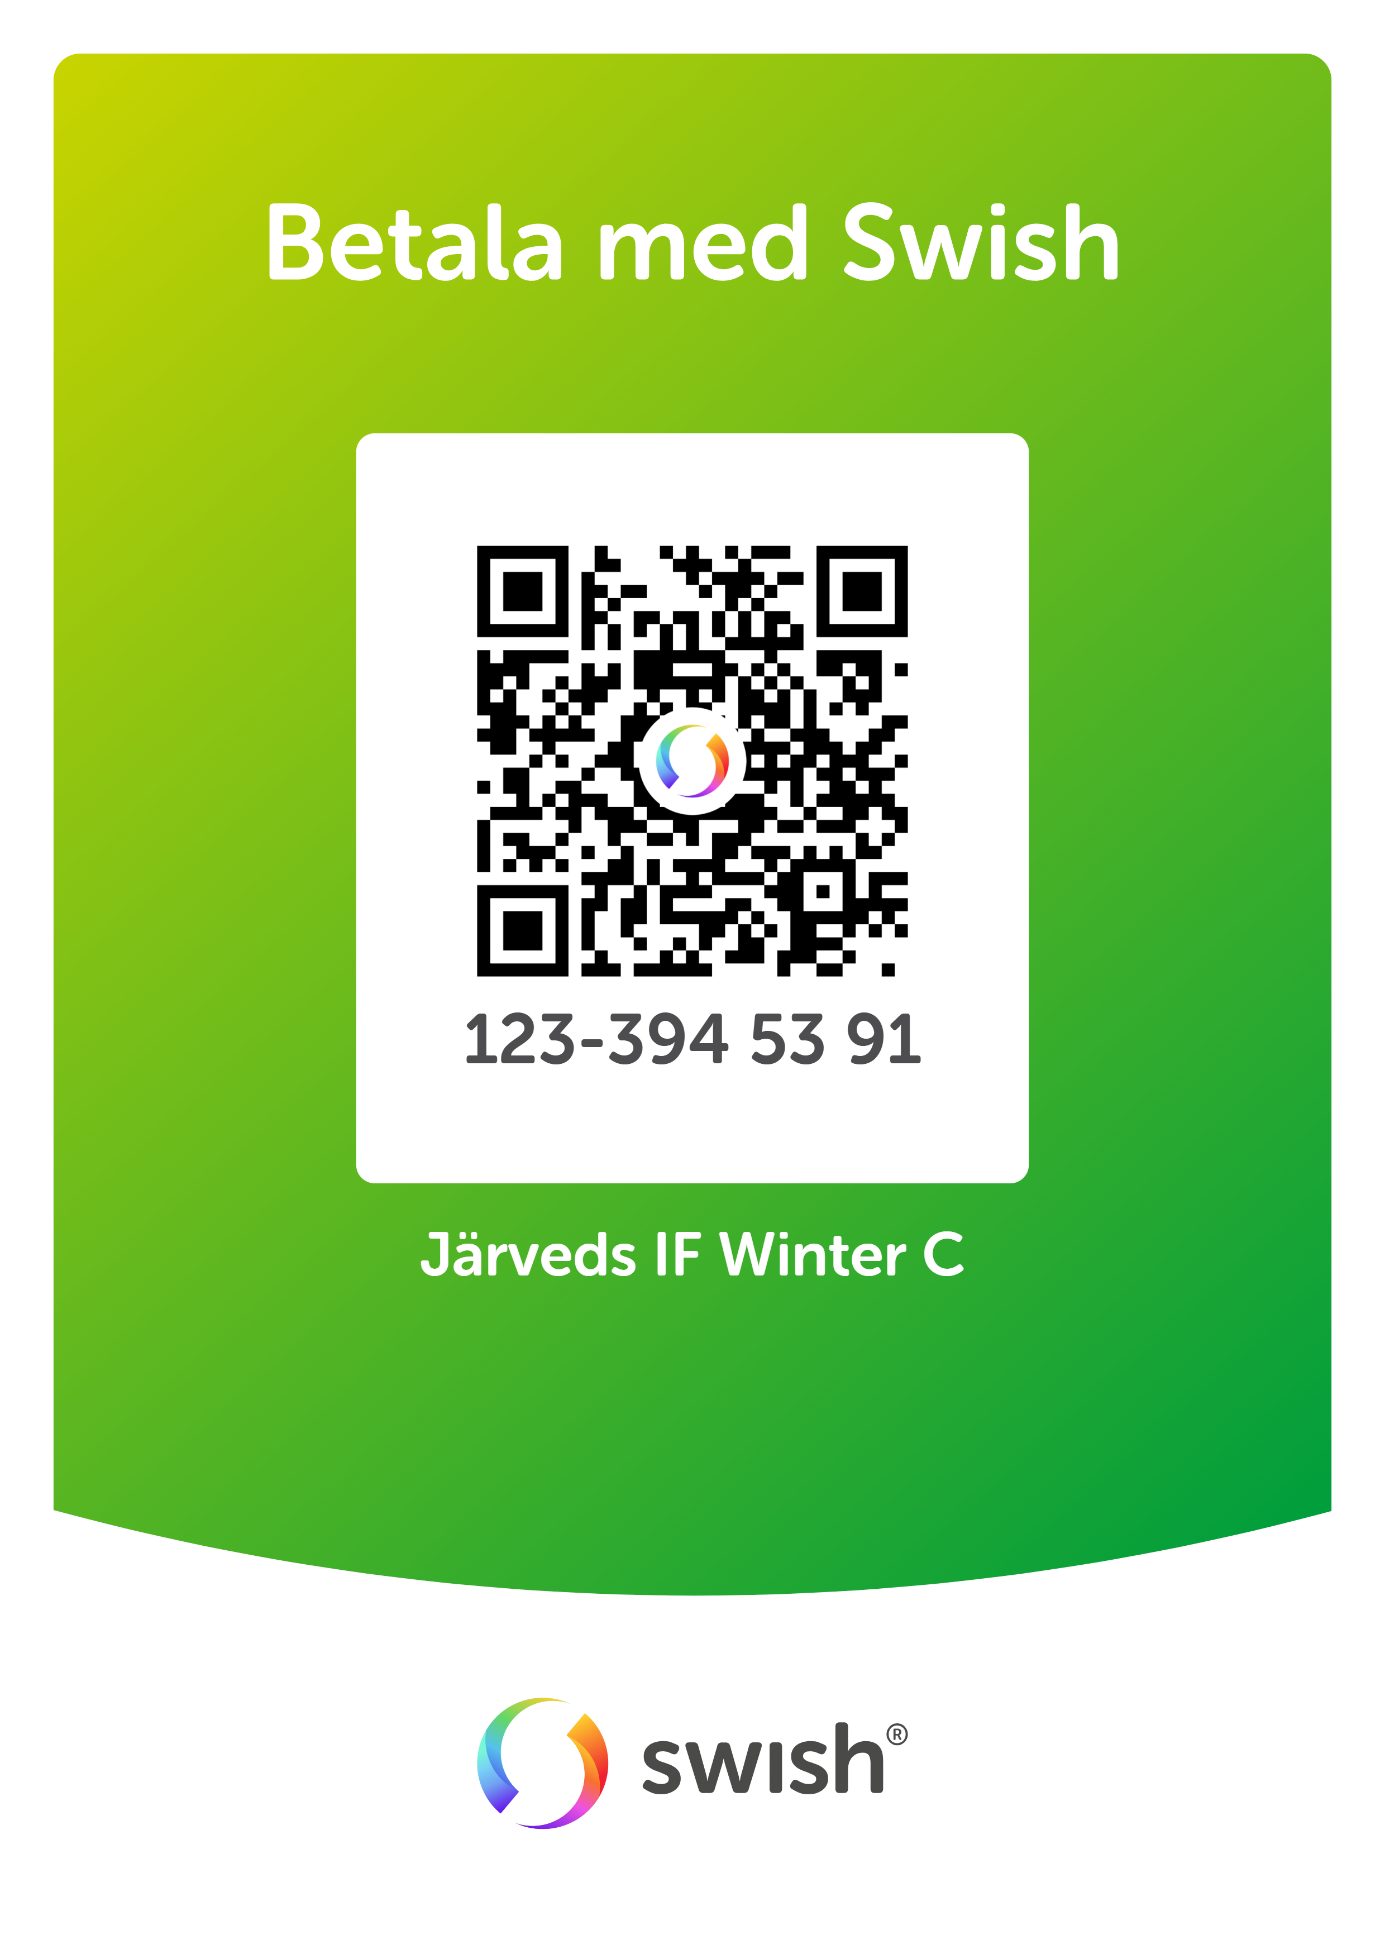 Betala med Swish
123-394 53 91
Järveds IF Winter C
swish®